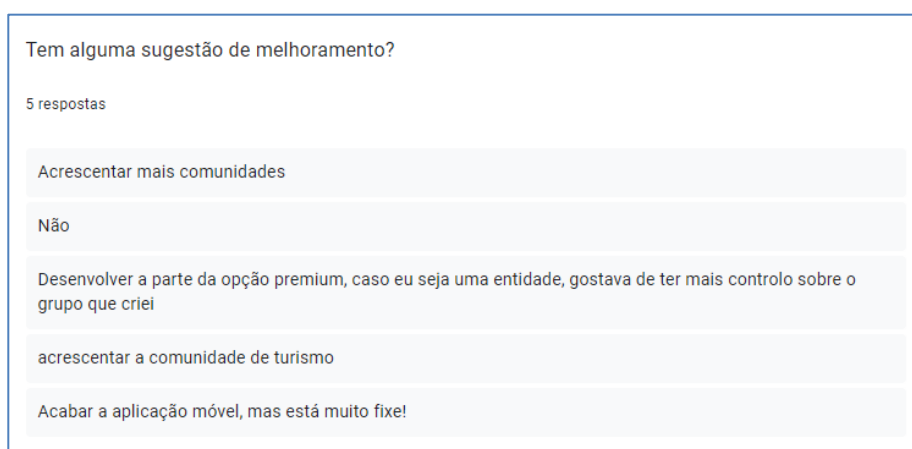 Tem alguma sugestão de melhoramento?
5 respostas
Acrescentar mais comunidades
Não
Desenvolver a parte da opção premium, caso eu seja uma entidade, gostava de ter mais controlo sobre o
grupo que criei
acrescentar a comunidade de turismo
Acabar a aplicação móvel, mas está muito fixe!